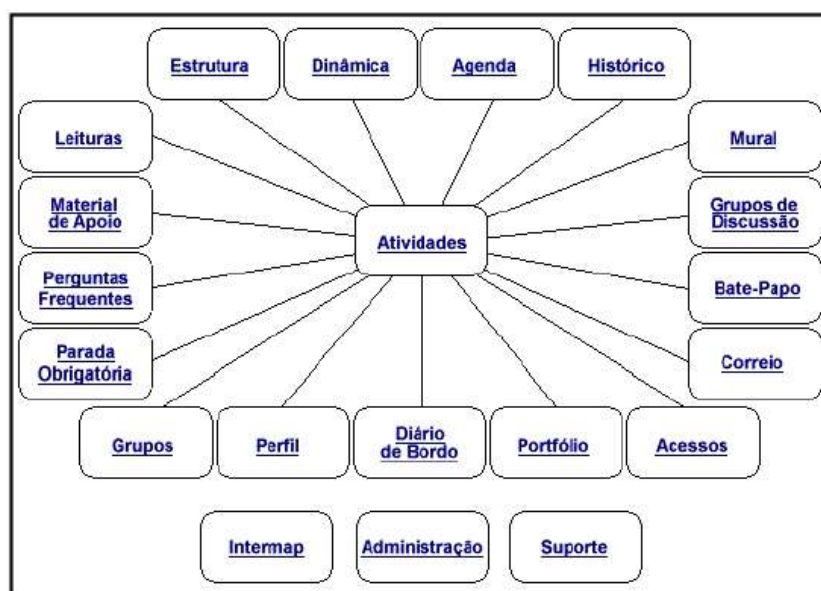 Estrutura
Dinâmica
Agenda
Histórico
Leituras
Mural
Material
de Apoio
Grupos de
Discussão
Atividades
Perguntas
Frequentes
Bate-Papo
Parada
Obrigatória
Correio
Grupos
Perfil
Diário
de Bordo
Portfólio
Acessos
Intermap
Administração
Suporte